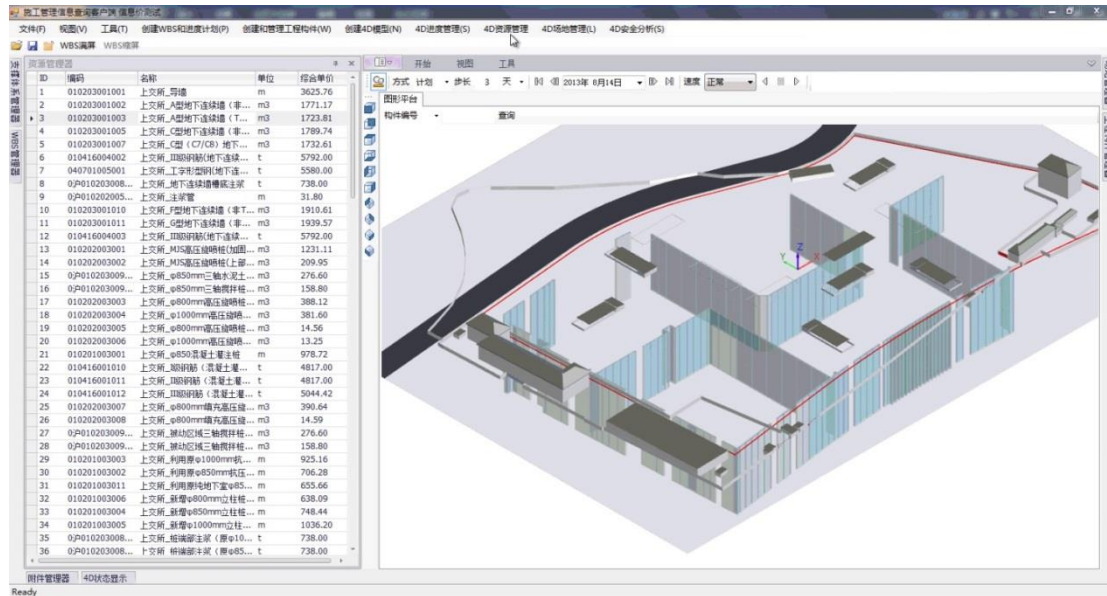 施工管理信息查询客户端 信息价测试
文件(F) 视图(V) 工具(T) 创建WBS和进度计划(P) 创建和管理工程构件(W) 创建4D模型(N) 4D进度管理(S) 4D资源管理 4D场地管理(L) 4D安全分析(S)
WBS满屏 WBS缩屏
资源管理器
开始 视图 工具
方式 计划 步长 3 天 2013年 8月14日 速度 正常
图形平台
构件编号 查询
WBS管理器
ID 编码 名称 单位 综合单价
1 010203001001 上交所_导墙 m 3625.76
2 010203001002 上交所_A型地下连续墙（非... m3 1771.17
3 010203001003 上交所_A型地下连续墙（T... m3 1723.81
4 010203001005 上交所_C型地下连续墙（非... m3 1789.74
5 010203001007 上交所_C型（C7/C8）地下... m3 1732.61
6 010416004002 上交所_III级钢筋(地下连续... t 5792.00
7 040701005001 上交所_工字形型钢(地下连... t 5580.00
8 0沪010203008... 上交所_地下连续墙槽底注浆 t 738.00
9 0沪010202005... 上交所_注浆管 m 31.80
10 010203001010 上交所_F型地下连续墙（非T... m3 1910.61
11 010203001011 上交所_G型地下连续墙（非... m3 1939.57
12 010416004003 上交所_III级钢筋(地下连续... t 5792.00
13 010202003001 上交所_MJS高压旋喷桩(加固... m3 1231.11
14 010202003002 上交所_MJS高压旋喷桩(上部... m3 209.95
15 0沪010203009... 上交所_φ850mm三轴水泥土... m3 276.60
16 0沪010203009... 上交所_φ850mm三轴搅拌桩... m3 158.80
17 010202003003 上交所_φ800mm高压旋喷桩... m3 388.12
18 010202003004 上交所_φ1000mm高压旋喷... m3 381.60
19 010202003005 上交所_φ800mm高压旋喷桩... m3 14.56
20 010202003006 上交所_φ1000mm高压旋喷... m3 13.25
21 010201003001 上交所_φ850混凝土灌注桩 m 978.72
22 010416001010 上交所_级钢筋（混凝土灌... t 4817.00
23 010416001011 上交所_II级钢筋（混凝土灌... t 4817.00
24 010416001012 上交所_III级钢筋（混凝土灌... t 5044.42
25 010202003007 上交所_φ800mm填充高压旋... m3 390.64
26 010202003008 上交所_φ800mm填充高压旋... m3 14.59
27 0沪010203009... 上交所_被动区域三轴搅拌桩... m3 276.60
28 0沪010203009... 上交所_被动区域三轴搅拌桩... m3 158.80
29 010201003003 上交所_利用原φ1000mm抗... m 925.16
30 010201003002 上交所_利用原φ850mm抗压... m 706.28
31 010201003011 上交所_利用原纯地下室φ85... m 655.66
32 010201003006 上交所_新增φ800mm立柱桩... m 638.09
33 010201003004 上交所_新增φ850mm立柱桩... m 748.44
34 010201003005 上交所_新增φ1000mm立柱... m 1036.20
35 0沪010203008... 上交所_桩端部注浆（原φ10... t 738.00
36 0沪010203008... 上交所_桩端部注浆（原φ85... t 738.00
Z
Y X
附件管理器 4D状态显示
Ready